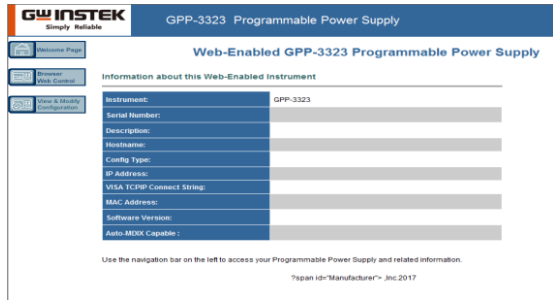 GWINSTEK
Simply Reliable
GPP-3323 Programmable Power Supply
Welcome Page
Web-Enabled GPP-3323 Programmable Power Supply
Browser
Web Control
Information about this Web-Enabled Instrument
View & Modify
Configuration
Instrument: GPP-3323
Serial Number:
Description:
Hostname:
Config Type:
IP Address:
VISA TCPIP Connect String:
MAC Address:
Software Version:
Auto-MDIX Capable :
Use the navigation bar on the left to access your Programmable Power Supply and related information.
?span id="Manufacturer"> ,Inc.2017